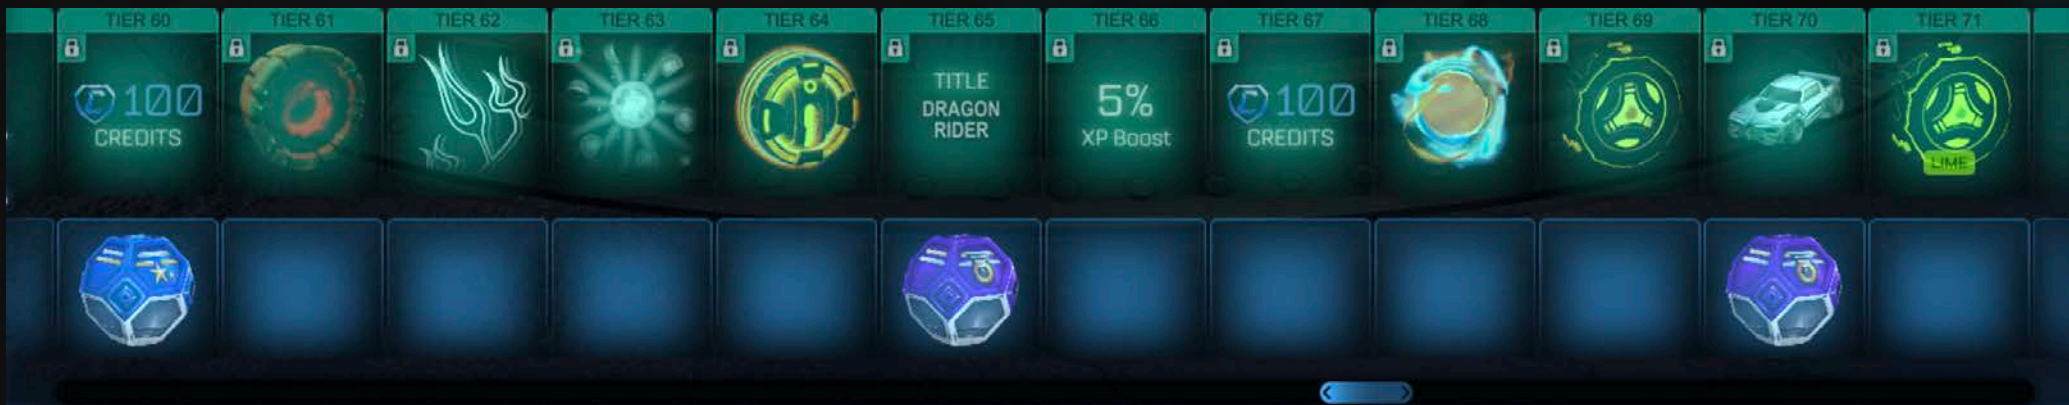 TIER 60
TIER 61
TIER 62
TIER 63
TIER 64
TIER 65
TIER 66
TIER 67
TIER 68
TIER 69
TIER 70
TIER 71
100
CREDITS
TITLE
DRAGON
RIDER
5%
XP Boost
100
CREDITS
LIME